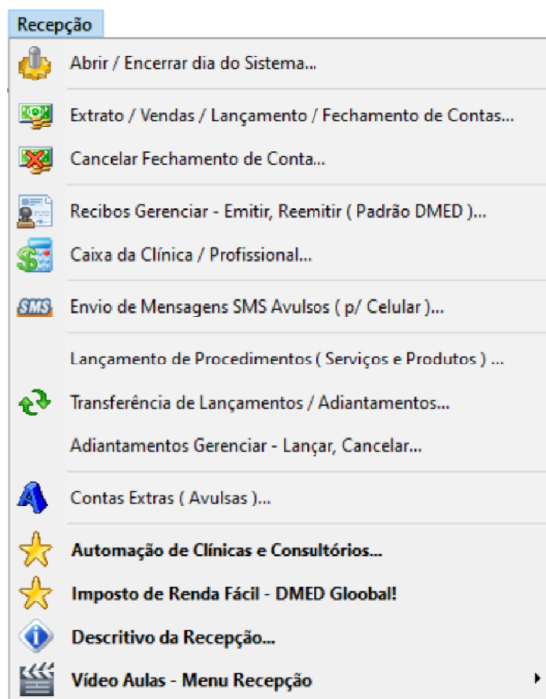 Recepção
Abrir / Encerrar dia do Sistema...
Extrato / Vendas / Lançamento / Fechamento de Contas...
Cancelar Fechamento de Conta...
Recibos Gerenciar - Emitir, Reemitir ( Padrão DMED )...
Caixa da Clínica / Profissional...
SMS Envio de Mensagens SMS Avulsos ( p/ Celular )...
Lançamento de Procedimentos ( Serviços e Produtos ) ...
Transferência de Lançamentos / Adiantamentos...
Adiantamentos Gerenciar - Lançar, Cancelar...
A Contas Extras ( Avulsas )...
Automação de Clínicas e Consultórios...
Imposto de Renda Fácil - DMED Gloobal!
Descritivo da Recepção...
Vídeo Aulas - Menu Recepção